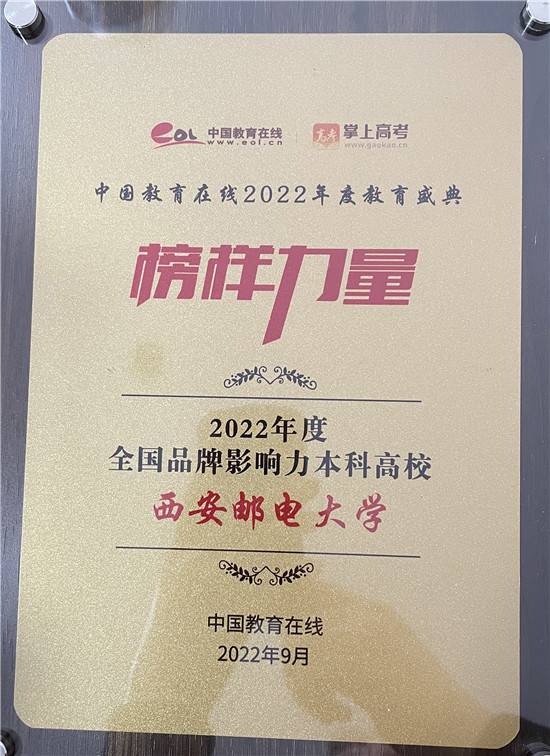 eoL 中国教育在线 www.eol.cn
高考 掌上高考 www.gaokao.cn
中国教育在线2022年度教育盛典
榜样力量
2022年度
全国品牌影响力本科高校
西安邮电大学
中国教育在线
2022年9月